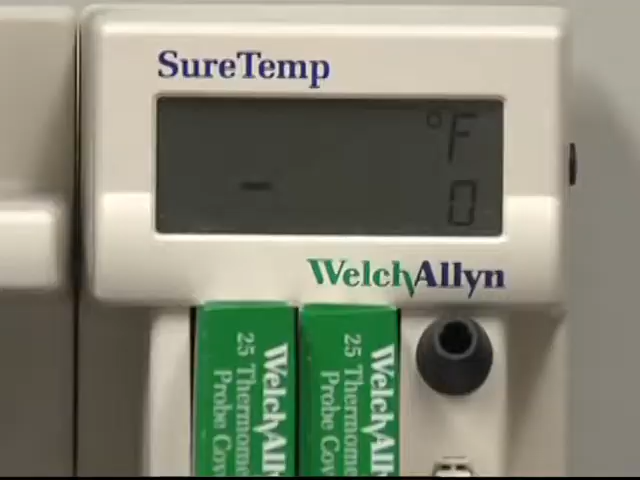 SureTemp
°F
-
0
WelchAllyn
25 Thermome
Probe Cov
WelchAll
25 Thermome
Probe Cov
WelchAll